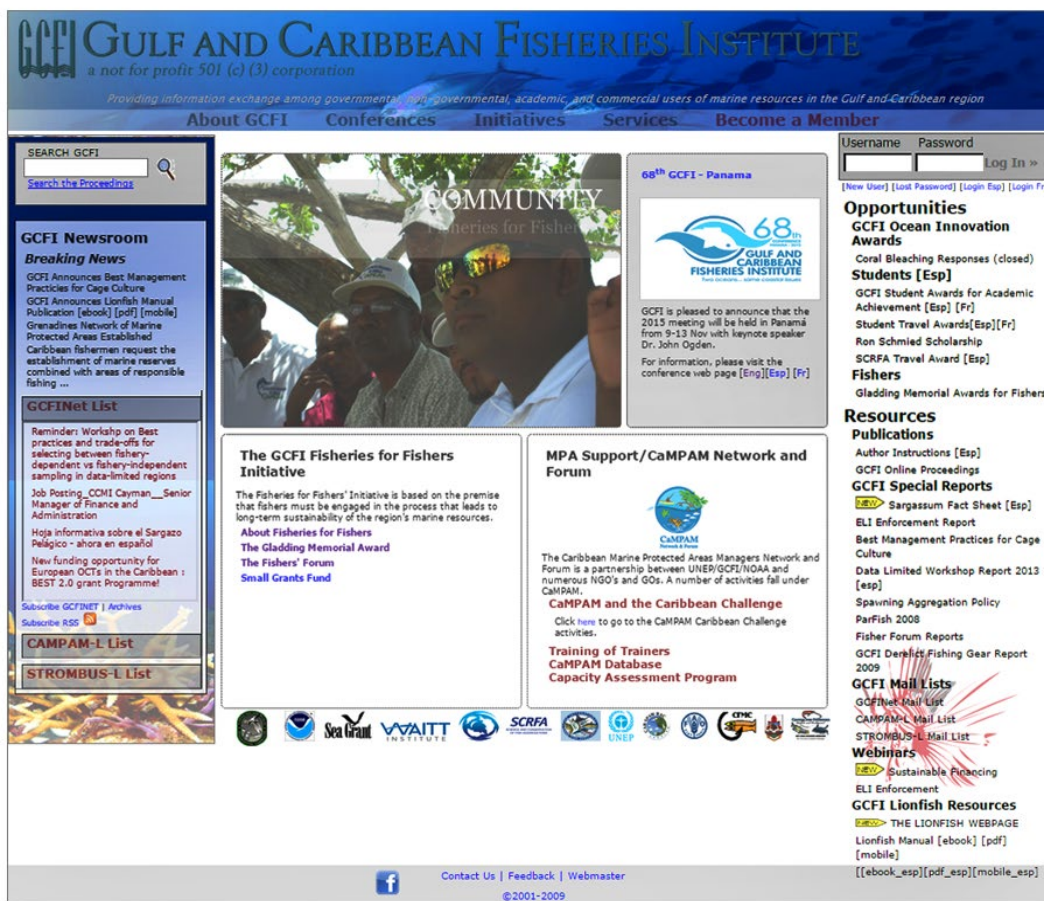 GCFI GULF AND CARIBBEAN FISHERIES INSTITUTE
a not for profit 501 (c) (3) corporation
Providing information exchange among governmental, non-governmental, academic, and commercial users of marine resources in the Gulf and Caribbean region
About GCFI Conferences Initiatives Services Become a Member
SEARCH GCFI
Search the Proceedings
GCFI Newsroom
Breaking News
GCFI Announces Best Management
Practicies for Cage Culture
GCFI Announces Lionfish Manual
Publication [ebook] [pdf] [mobile]
Grenadines Network of Marine
Protected Areas Established
Caribbean fishermen request the
establishment of marine reserves
combined with areas of responsible
fishing ...
GCFINet List
Reminder: Workshp on Best
practices and trade-offs for
selecting between fishery-
dependent vs fishery-independent
sampling in data-limited regions
Job Posting_CCMI Cayman__Senior
Manager of Finance and
Administration
Hoja informativa sobre el Sargazo
Pelágico - ahora en español
New funding opportunity for
European OCTs in the Caribbean :
BEST 2.0 grant Programme!
Subscribe GCFINET | Archives
Subscribe RSS
CAMPAM-L List
STROMBUS-L List
COMMUNITY
Fisheries for Fishers
68th GCFI - Panama
68th
GULF AND
CARIBBEAN
FISHERIES INSTITUTE
Two oceans... same coastal issues
GCFI is pleased to announce that the
2015 meeting will be held in Panamá
from 9-13 Nov with keynote speaker
Dr. John Ogden.
For information, please visit the
conference web page [Eng][Esp] [Fr]
The GCFI Fisheries for Fishers
Initiative
The Fisheries for Fishers' Initiative is based on the premise
that fishers must be engaged in the process that leads to
long-term sustainability of the region's marine resources.
About Fisheries for Fishers
The Gladding Memorial Award
The Fishers' Forum
Small Grants Fund
MPA Support/CaMPAM Network and
Forum
CaMPAM
Network & Forum
The Caribbean Marine Protected Areas Managers Network and
Forum is a partnership between UNEP/GCFI/NOAA and
numerous NGO's and GOs. A number of activities fall under
CaMPAM.
CaMPAM and the Caribbean Challenge
Click here to go to the CaMPAM Caribbean Challenge
activities.
Training of Trainers
CaMPAM Database
Capacity Assessment Program
Sea Grant
WAITT
INSTITUTE
SCRFA
UNEP
CFMC
Username Password
Log In »
[New User] [Lost Password] [Login Esp] [Login Fr
Opportunities
GCFI Ocean Innovation
Awards
Coral Bleaching Responses (closed)
Students [Esp]
GCFI Student Awards for Academic
Achievement [Esp] [Fr]
Student Travel Awards[Esp][Fr]
Ron Schmied Scholarship
SCRFA Travel Award [Esp]
Fishers
Gladding Memorial Awards for Fishers
Resources
Publications
Author Instructions [Esp]
GCFI Online Proceedings
GCFI Special Reports
NEW Sargassum Fact Sheet [Esp]
ELI Enforcement Report
Best Management Practices for Cage
Culture
Data Limited Workshop Report 2013
[esp]
Spawning Aggregation Policy
ParFish 2008
Fisher Forum Reports
GCFI Derelict Fishing Gear Report
2009
GCFI Mail Lists
GCFINet Mail List
CAMPAM-L Mail List
STROMBUS-L Mail List
Webinars
NEW Sustainable Financing
ELI Enforcement
GCFI Lionfish Resources
NEW THE LIONFISH WEBPAGE
Lionfish Manual [ebook] [pdf]
[mobile]
[[ebook_esp][pdf_esp][mobile_esp]
Contact Us | Feedback | Webmaster
©2001-2009